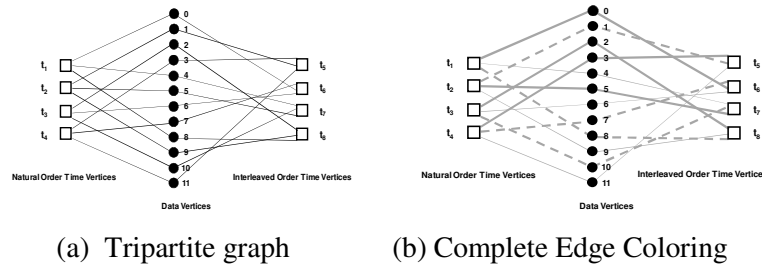 0
1
2
3
4
5
6
7
8
9
10
11
t1
t2
t3
t4
t5
t6
t7
t8
Natural Order Time Vertices
Interleaved Order Time Vertices
Data Vertices
0
1
2
3
4
5
6
7
8
9
10
11
t1
t2
t3
t4
t5
t6
t7
t8
Natural Order Time Vertices
Interleaved Order Time Vertices
Data Vertices
(a) Tripartite graph
(b) Complete Edge Coloring